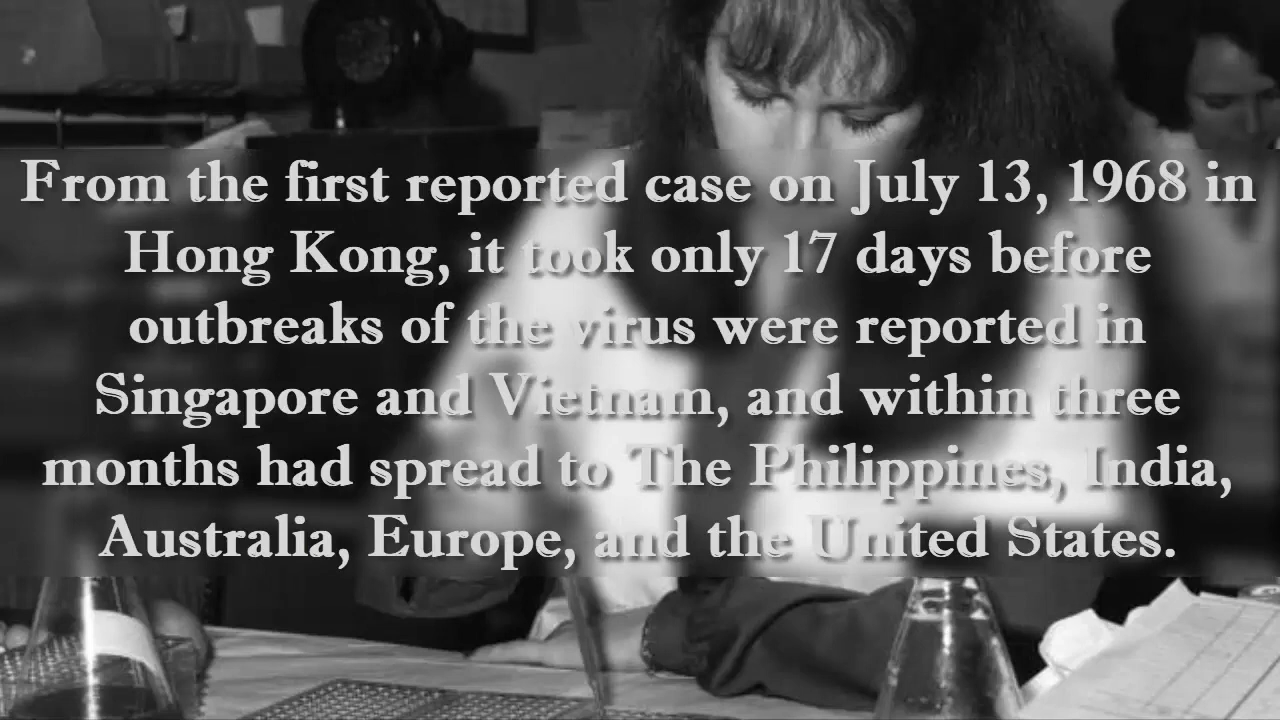 From the first reported case on July 13, 1968 in
Hong Kong, it took only 17 days before
outbreaks of the virus were reported in
Singapore and Vietnam, and within three
months had spread to The Philippines, India,
Australia, Europe, and the United States.